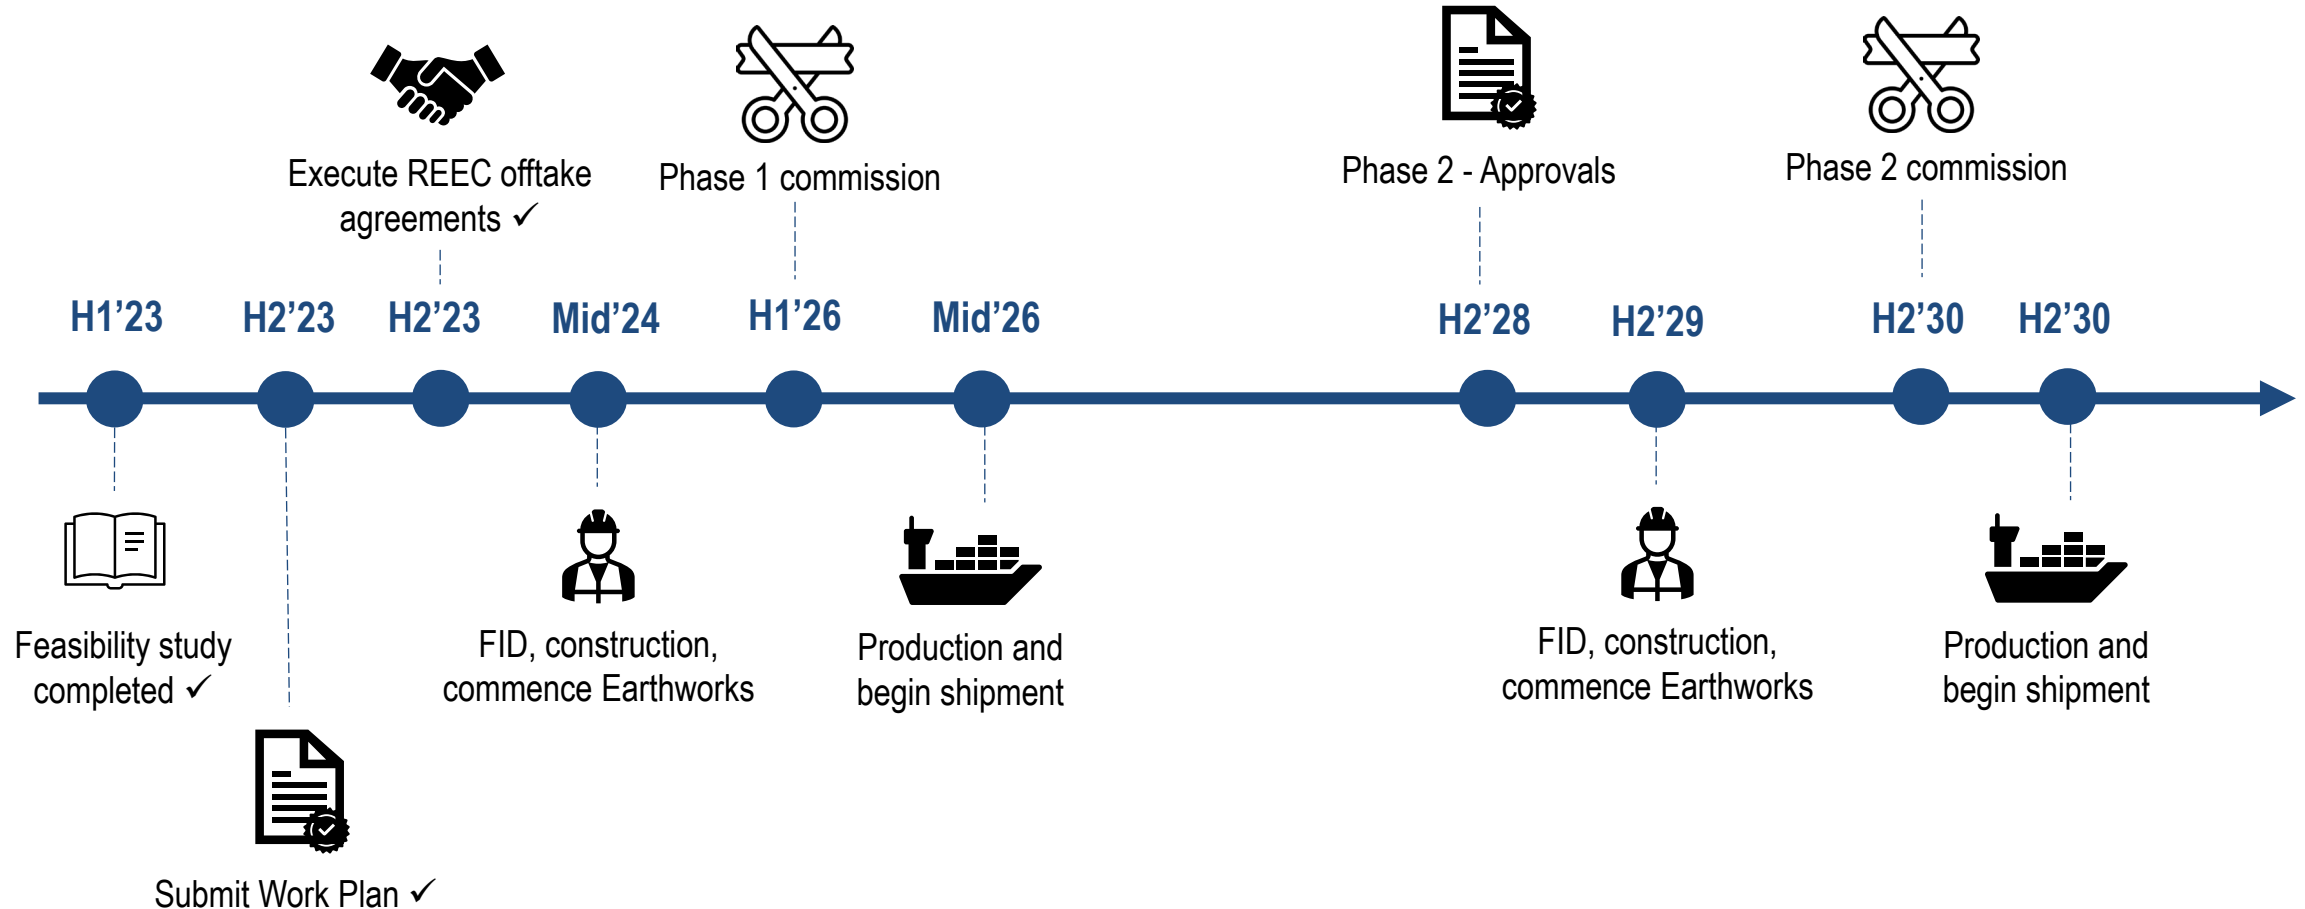 Execute REEC offtake
agreements ✓
Phase 1 commission
Phase 2 - Approvals
Phase 2 commission
H1’23
H2’23
H2’23
Mid’24
H1’26
Mid’26
H2’28
H2’29
H2’30
H2’30
Feasibility study
completed ✓
Submit Work Plan ✓
FID, construction,
commence Earthworks
Production and
begin shipment
FID, construction,
commence Earthworks
Production and
begin shipment